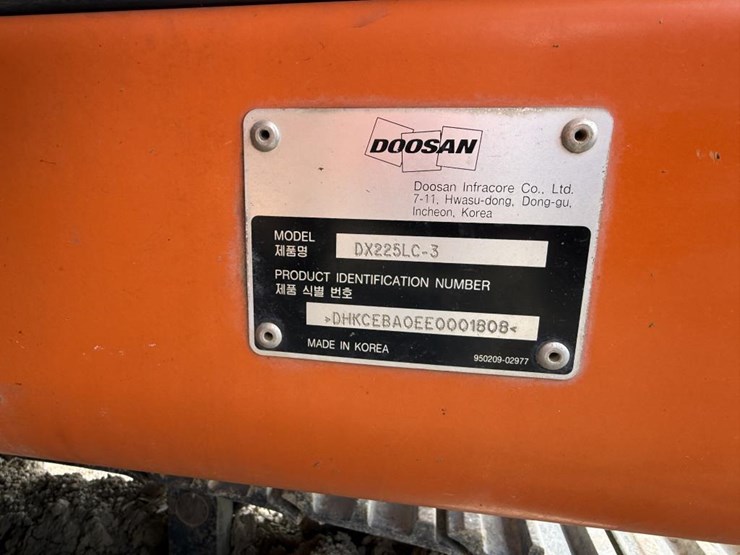 DOOSAN
Doosan Infracore Co., Ltd.
7-11, Hwasu-dong, Dong-gu,
Incheon, Korea
MODEL
제품명
DX225LC-3
PRODUCT IDENTIFICATION NUMBER
제품 식별 번호
>DHKCEBA0EE0001808<
MADE IN KOREA
950209-02977